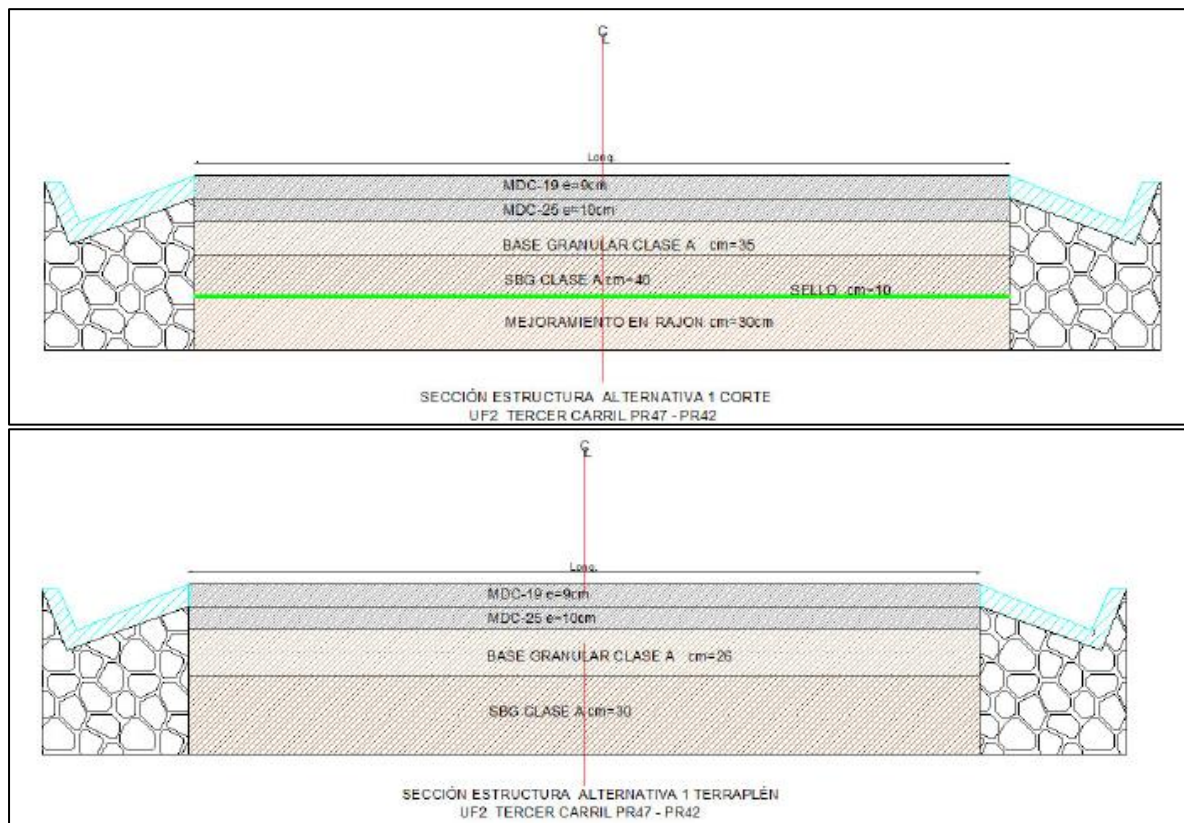 ℄
Long.
MDC-19 e=9cm
MDC-25 e=10cm
BASE GRANULAR CLASE A cm=35
SBG CLASE A cm=40
SELLO cm=10
MEJORAMIENTO EN RAJON cm=30cm
SECCIÓN ESTRUCTURA ALTERNATIVA 1 CORTE
UF2 TERCER CARRIL PR47 - PR42
℄
Long.
MDC-19 e=9cm
MDC-25 e=10cm
BASE GRANULAR CLASE A cm=26
SBG CLASE A cm=30
SECCIÓN ESTRUCTURA ALTERNATIVA 1 TERRAPLÉN
UF2 TERCER CARRIL PR47 - PR42